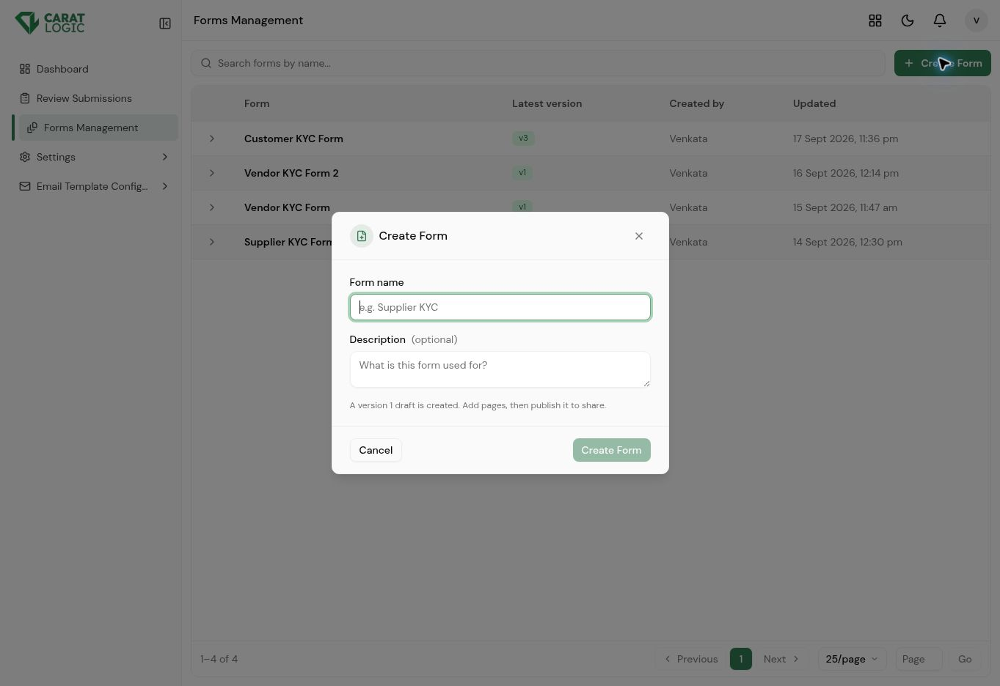 CARAT
LOGIC
Forms Management
V
Dashboard
Review Submissions
Forms Management
Settings
Email Template Config...
Search forms by name...
+ Create Form
Form Latest version Created by Updated
Customer KYC Form v3 Venkata 17 Sept 2026, 11:36 pm
Vendor KYC Form 2 v1 Venkata 16 Sept 2026, 12:14 pm
Vendor KYC Form v1 Venkata 15 Sept 2026, 11:47 am
Supplier KYC Form Venkata 14 Sept 2026, 12:30 pm
Create Form
Form name
e.g. Supplier KYC
Description (optional)
What is this form used for?
A version 1 draft is created. Add pages, then publish it to share.
Cancel Create Form
1–4 of 4 Previous 1 Next 25/page Page Go